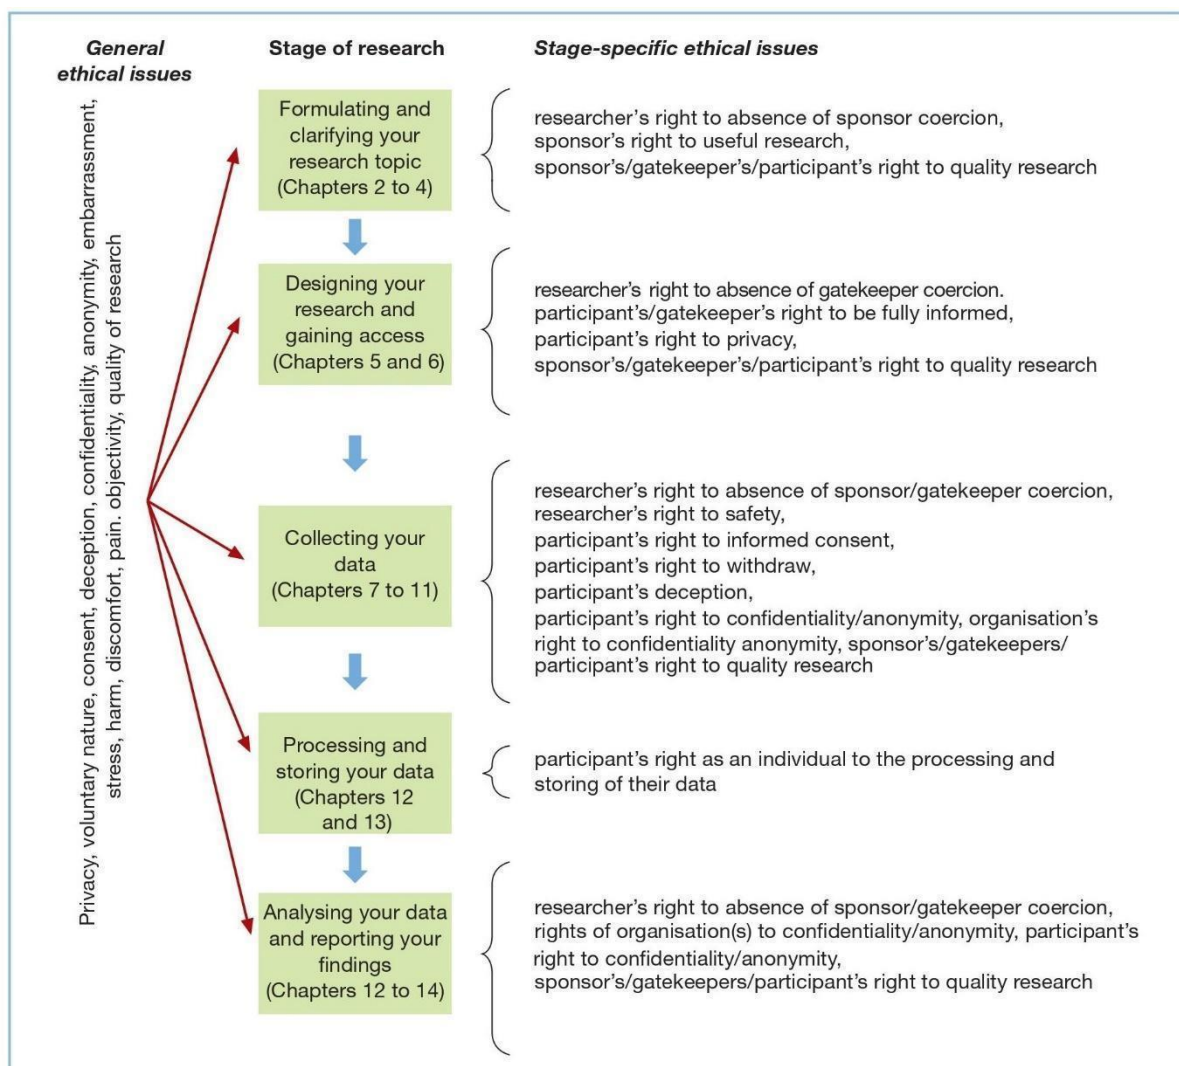 General
ethical issues
Stage of research
Stage-specific ethical issues
Privacy, voluntary nature, consent, deception, confidentiality, anonymity, embarrassment,
stress, harm, discomfort, pain. objectivity, quality of research
Formulating and
clarifying your
research topic
(Chapters 2 to 4)
researcher’s right to absence of sponsor coercion,
sponsor’s right to useful research,
sponsor’s/gatekeeper’s/participant’s right to quality research
Designing your
research and
gaining access
(Chapters 5 and 6)
researcher’s right to absence of gatekeeper coercion.
participant’s/gatekeeper’s right to be fully informed,
participant’s right to privacy,
sponsor’s/gatekeeper’s/participant’s right to quality research
Collecting your
data
(Chapters 7 to 11)
researcher’s right to absence of sponsor/gatekeeper coercion,
researcher’s right to safety,
participant’s right to informed consent,
participant’s right to withdraw,
participant’s deception,
participant’s right to confidentiality/anonymity, organisation’s
right to confidentiality anonymity, sponsor’s/gatekeepers/
participant’s right to quality research
Processing and
storing your data
(Chapters 12
and 13)
participant’s right as an individual to the processing and
storing of their data
Analysing your data
and reporting your
findings
(Chapters 12 to 14)
researcher’s right to absence of sponsor/gatekeeper coercion,
rights of organisation(s) to confidentiality/anonymity, participant’s
right to confidentiality/anonymity,
sponsor’s/gatekeepers/participant’s right to quality research